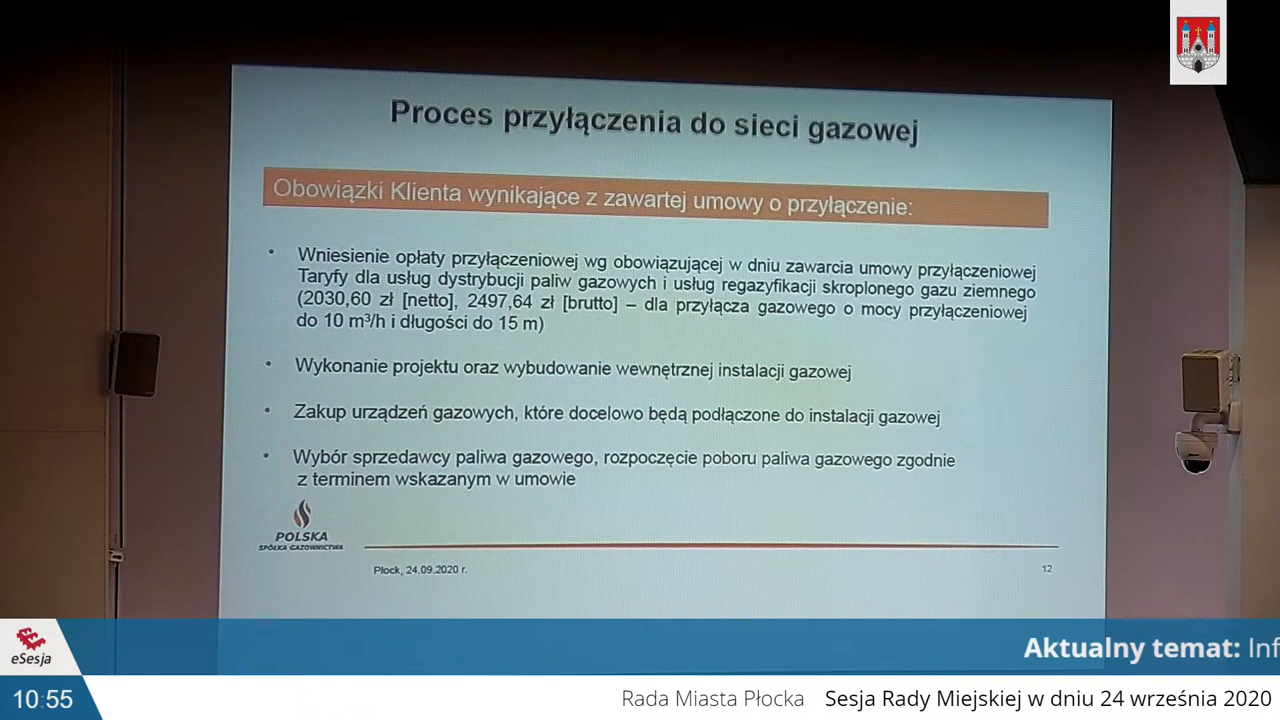 Proces przyłączenia do sieci gazowej
Obowiązki Klienta wynikające z zawartej umowy o przyłączenie:
• Wniesienie opłaty przyłączeniowej wg obowiązującej w dniu zawarcia umowy przyłączeniowej
Taryfy dla usług dystrybucji paliw gazowych i usług regazyfikacji skroplonego gazu ziemnego
(2030,60 zł [netto], 2497,64 zł [brutto] – dla przyłącza gazowego o mocy przyłączeniowej
do 10 m³/h i długości do 15 m)
• Wykonanie projektu oraz wybudowanie wewnętrznej instalacji gazowej
• Zakup urządzeń gazowych, które docelowo będą podłączone do instalacji gazowej
• Wybór sprzedawcy paliwa gazowego, rozpoczęcie poboru paliwa gazowego zgodnie
z terminem wskazanym w umowie
POLSKA
SPÓŁKA GAZOWNICTWA
Płock, 24.09.2020 r.
12
Aktualny temat: Inf
eSesja
10:55
Rada Miasta Płocka Sesja Rady Miejskiej w dniu 24 września 2020